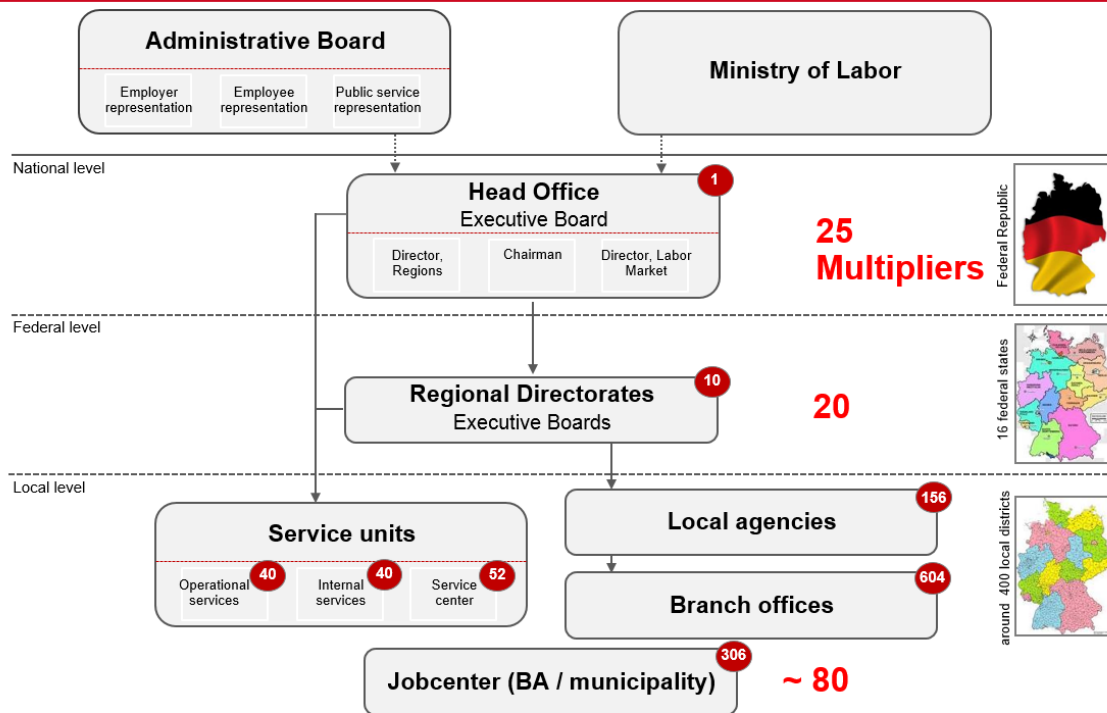 Administrative Board
Employer
representation
Employee
representation
Public service
representation
Ministry of Labor
National level
1
Head Office
Executive Board
Director,
Regions
Chairman
Director, Labor
Market
25
Multipliers
Federal Republic
Federal level
10
Regional Directorates
Executive Boards
20
16 federal states
Local level
Service units
Operational
services
40
Internal
services
40
Service
center
52
156
Local agencies
604
Branch offices
around 400 local districts
306
Jobcenter (BA / municipality)
~ 80